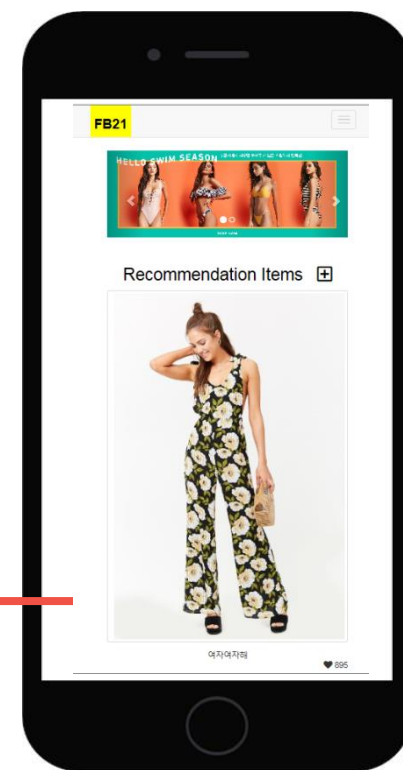 FB21
HELLO SWIM SEASON
Recommendation Items
여자여자해
895